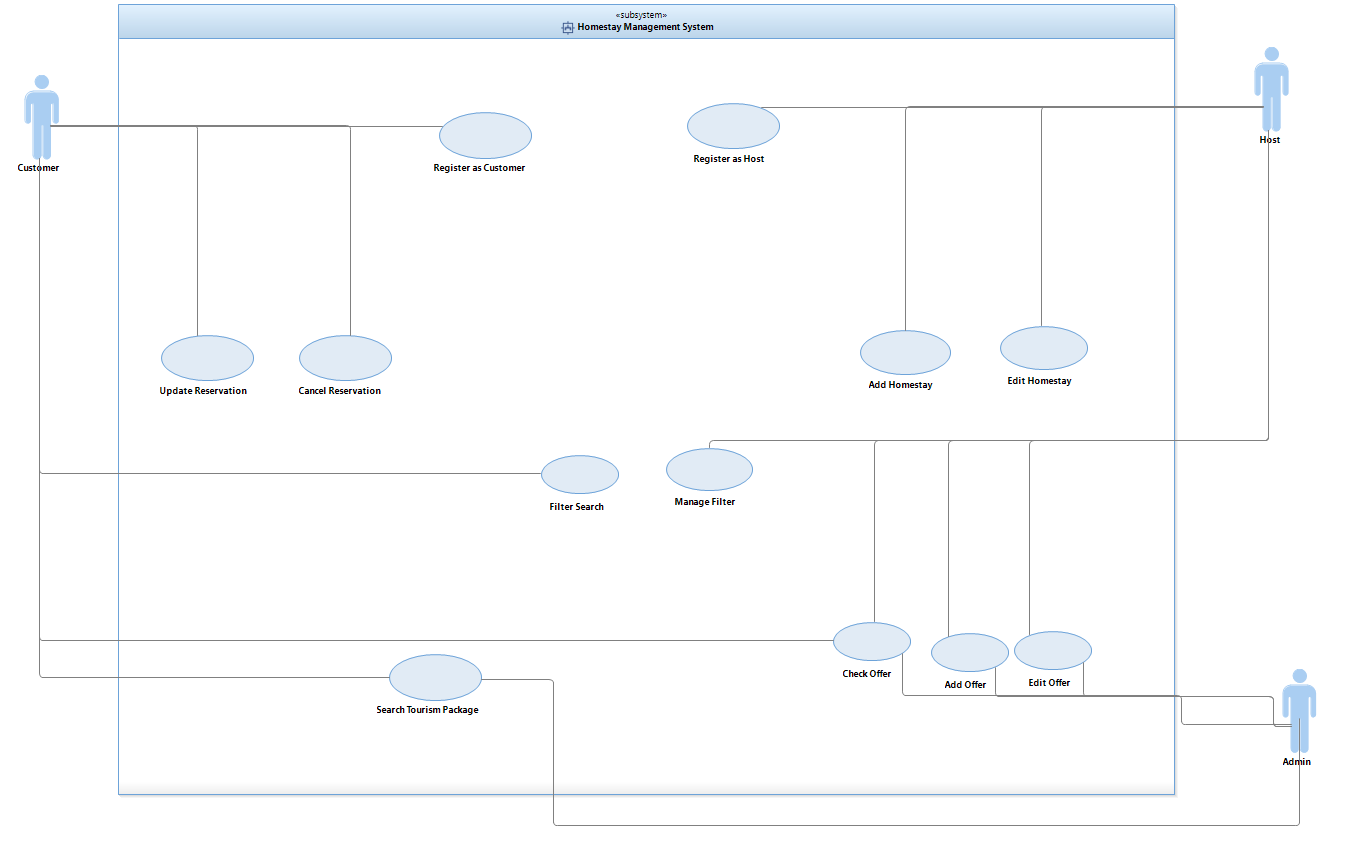 «subsystem»
Homestay Management System
Customer
Host
Register as Customer
Register as Host
Update Reservation
Cancel Reservation
Add Homestay
Edit Homestay
Filter Search
Manage Filter
Check Offer
Add Offer
Edit Offer
Search Tourism Package
Admin